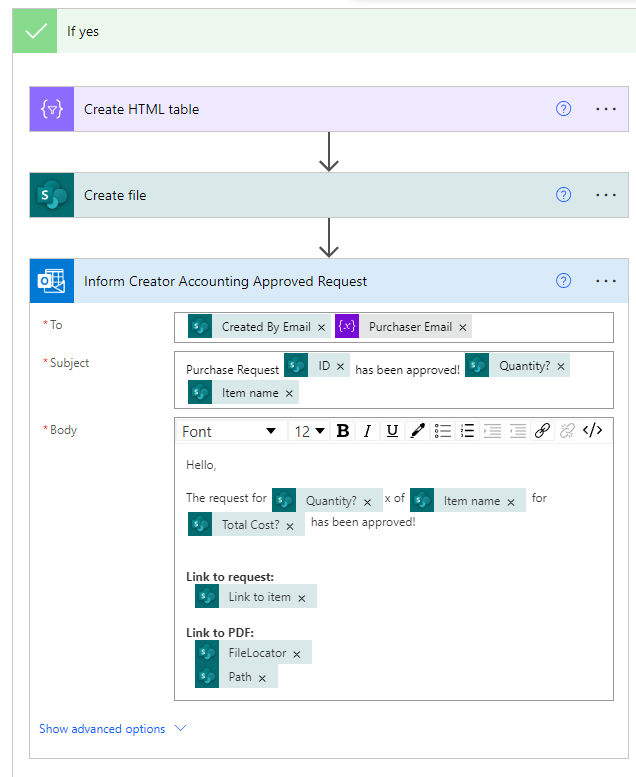 If yes
Create HTML table
Create file
Inform Creator Accounting Approved Request
* To
Created By Email × {x} Purchaser Email ×
* Subject
Purchase Request ID × has been approved! Quantity? ×
Item name ×
* Body
Font 12 B I U </>
Hello,
The request for Quantity? × x of Item name × for
Total Cost? × has been approved!
Link to request:
Link to item ×
Link to PDF:
FileLocator ×
Path ×
Show advanced options